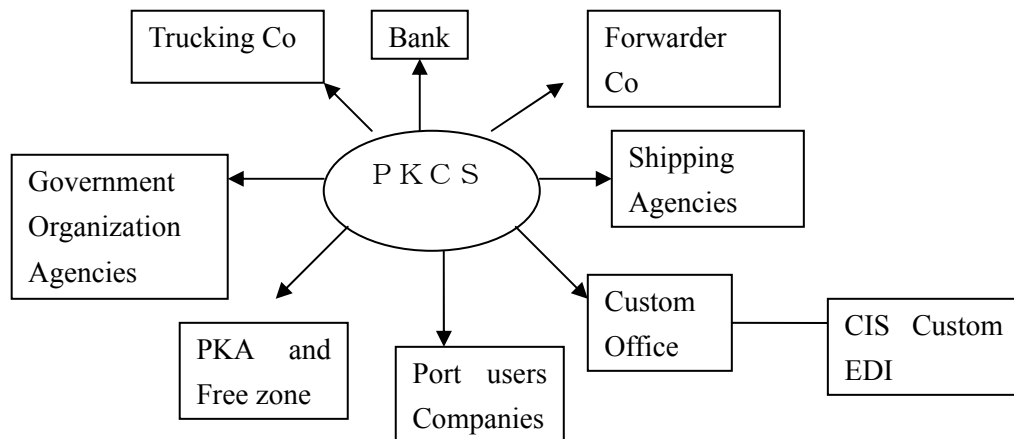 Trucking Co
Bank
Forwarder
Co
ＰＫＣＳ
Shipping
Agencies
Government
Organization
Agencies
Custom
Office
CIS Custom
EDI
PKA and
Free zone
Port users
Companies